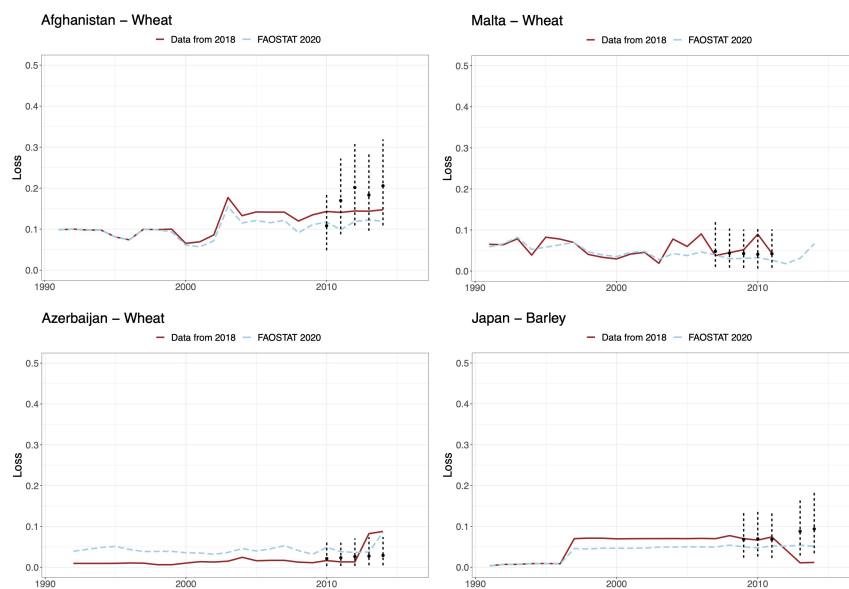 Afghanistan – Wheat
Data from 2018 FAOSTAT 2020
0.5
0.4
0.3
0.2
0.1
0.0
Loss
1990 2000 2010
Malta – Wheat
Data from 2018 FAOSTAT 2020
0.5
0.4
0.3
0.2
0.1
0.0
Loss
1990 2000 2010
Azerbaijan – Wheat
Data from 2018 FAOSTAT 2020
0.5
0.4
0.3
0.2
0.1
0.0
Loss
1990 2000 2010
Japan – Barley
Data from 2018 FAOSTAT 2020
0.5
0.4
0.3
0.2
0.1
0.0
Loss
1990 2000 2010